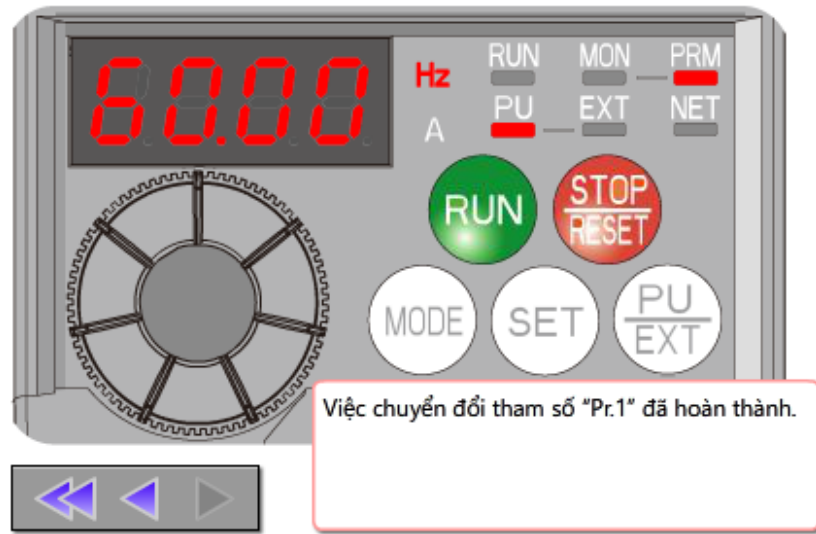 60.00
Hz
A
RUN MON PRM
PU EXT NET
RUN
STOP
RESET
MODE
SET
PU
EXT
Việc chuyển đổi tham số “Pr.1” đã hoàn thành.